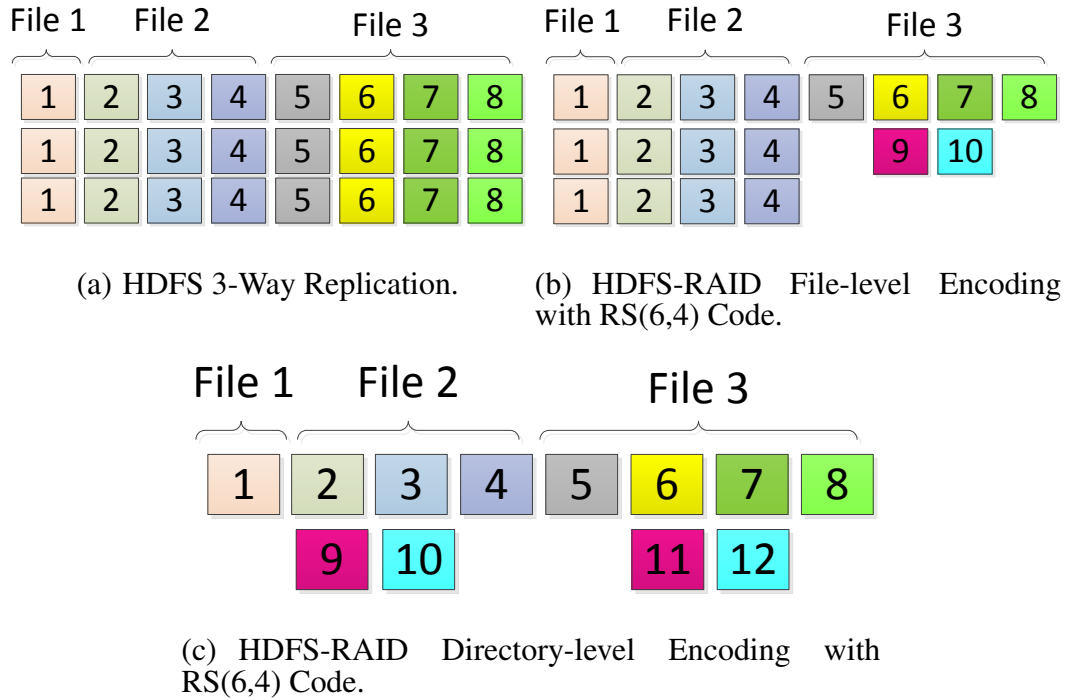 File 1 File 2 File 3
1 2 3 4 5 6 7 8
1 2 3 4 5 6 7 8
1 2 3 4 5 6 7 8
(a) HDFS 3-Way Replication.
File 1 File 2 File 3
1 2 3 4 5 6 7 8
1 2 3 4 9 10
1 2 3 4
(b) HDFS-RAID File-level Encoding
with RS(6,4) Code.
File 1 File 2 File 3
1 2 3 4 5 6 7 8
9 10 11 12
(c) HDFS-RAID Directory-level Encoding with
RS(6,4) Code.